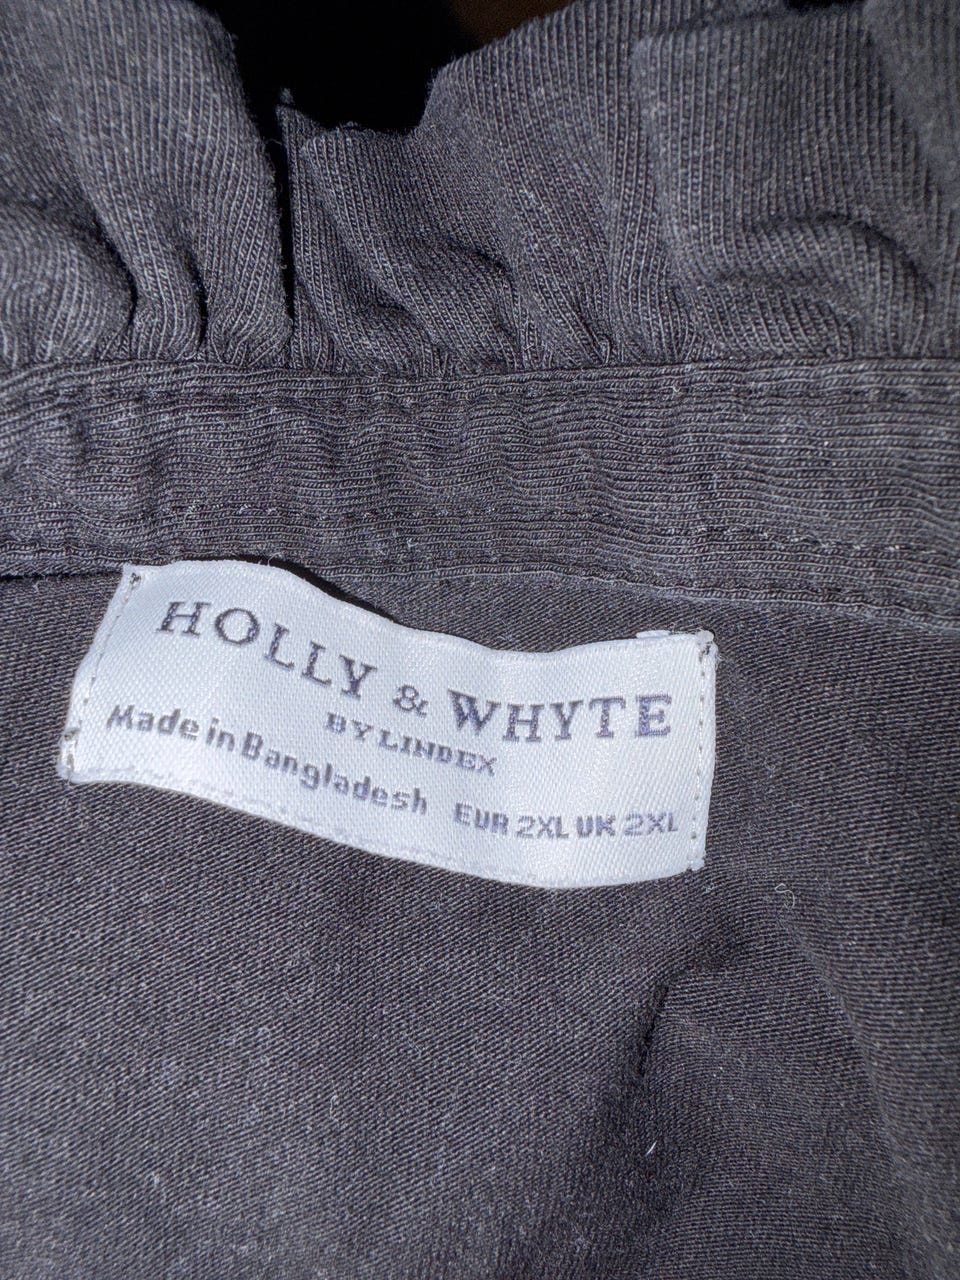 HOLLY & WHYTE
BY LINDEX
Made in Bangladesh EUR 2XL UK 2XL